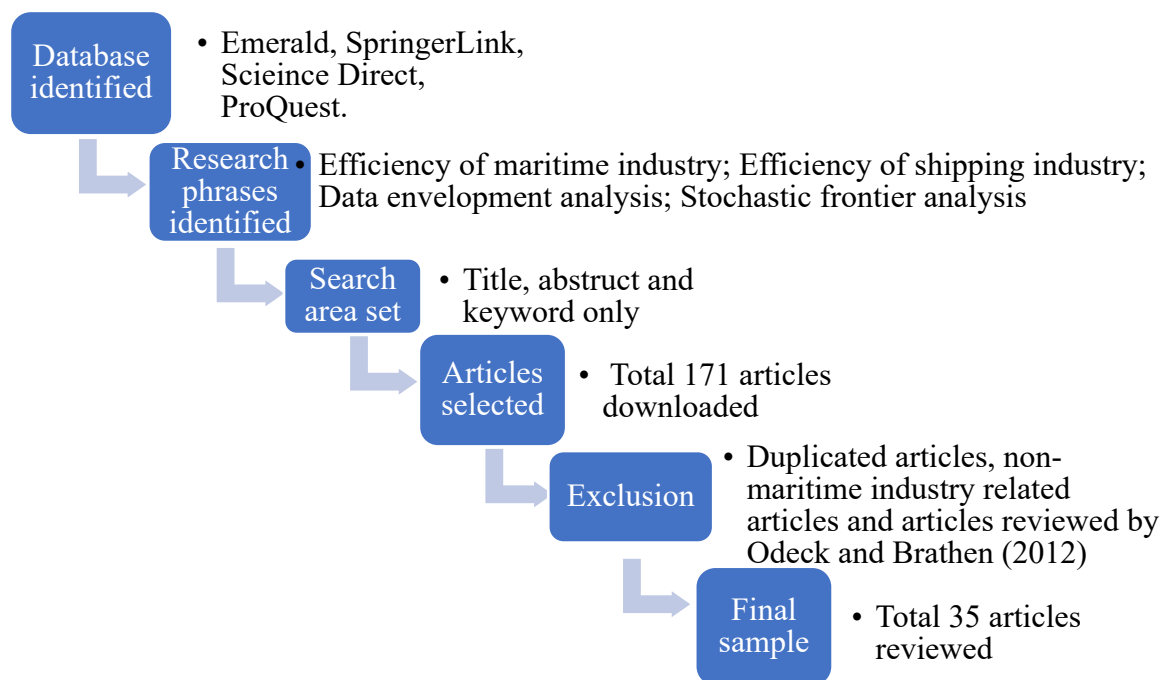 Database
identified
• Emerald, SpringerLink,
Scieince Direct,
ProQuest.
Research
phrases
identified
• Efficiency of maritime industry; Efficiency of shipping industry;
Data envelopment analysis; Stochastic frontier analysis
Search
area set
• Title, abstruct and
keyword only
Articles
selected
• Total 171 articles
downloaded
Exclusion
• Duplicated articles, non-
maritime industry related
articles and articles reviewed by
Odeck and Brathen (2012)
Final
sample
• Total 35 articles
reviewed